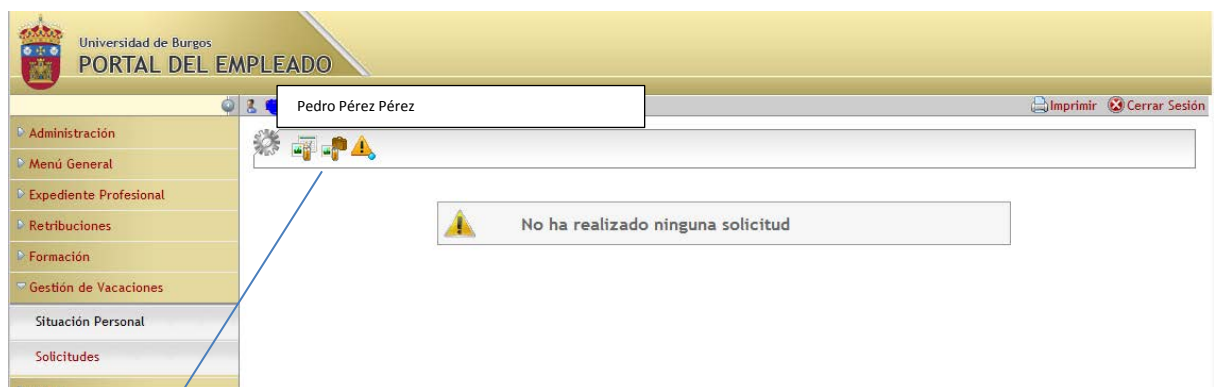 Universidad de Burgos
PORTAL DEL EMPLEADO
Pedro Pérez Pérez
Imprimir
Cerrar Sesión
Administración
Menú General
Expediente Profesional
Retribuciones
Formación
Gestión de Vacaciones
Situación Personal
Solicitudes
No ha realizado ninguna solicitud